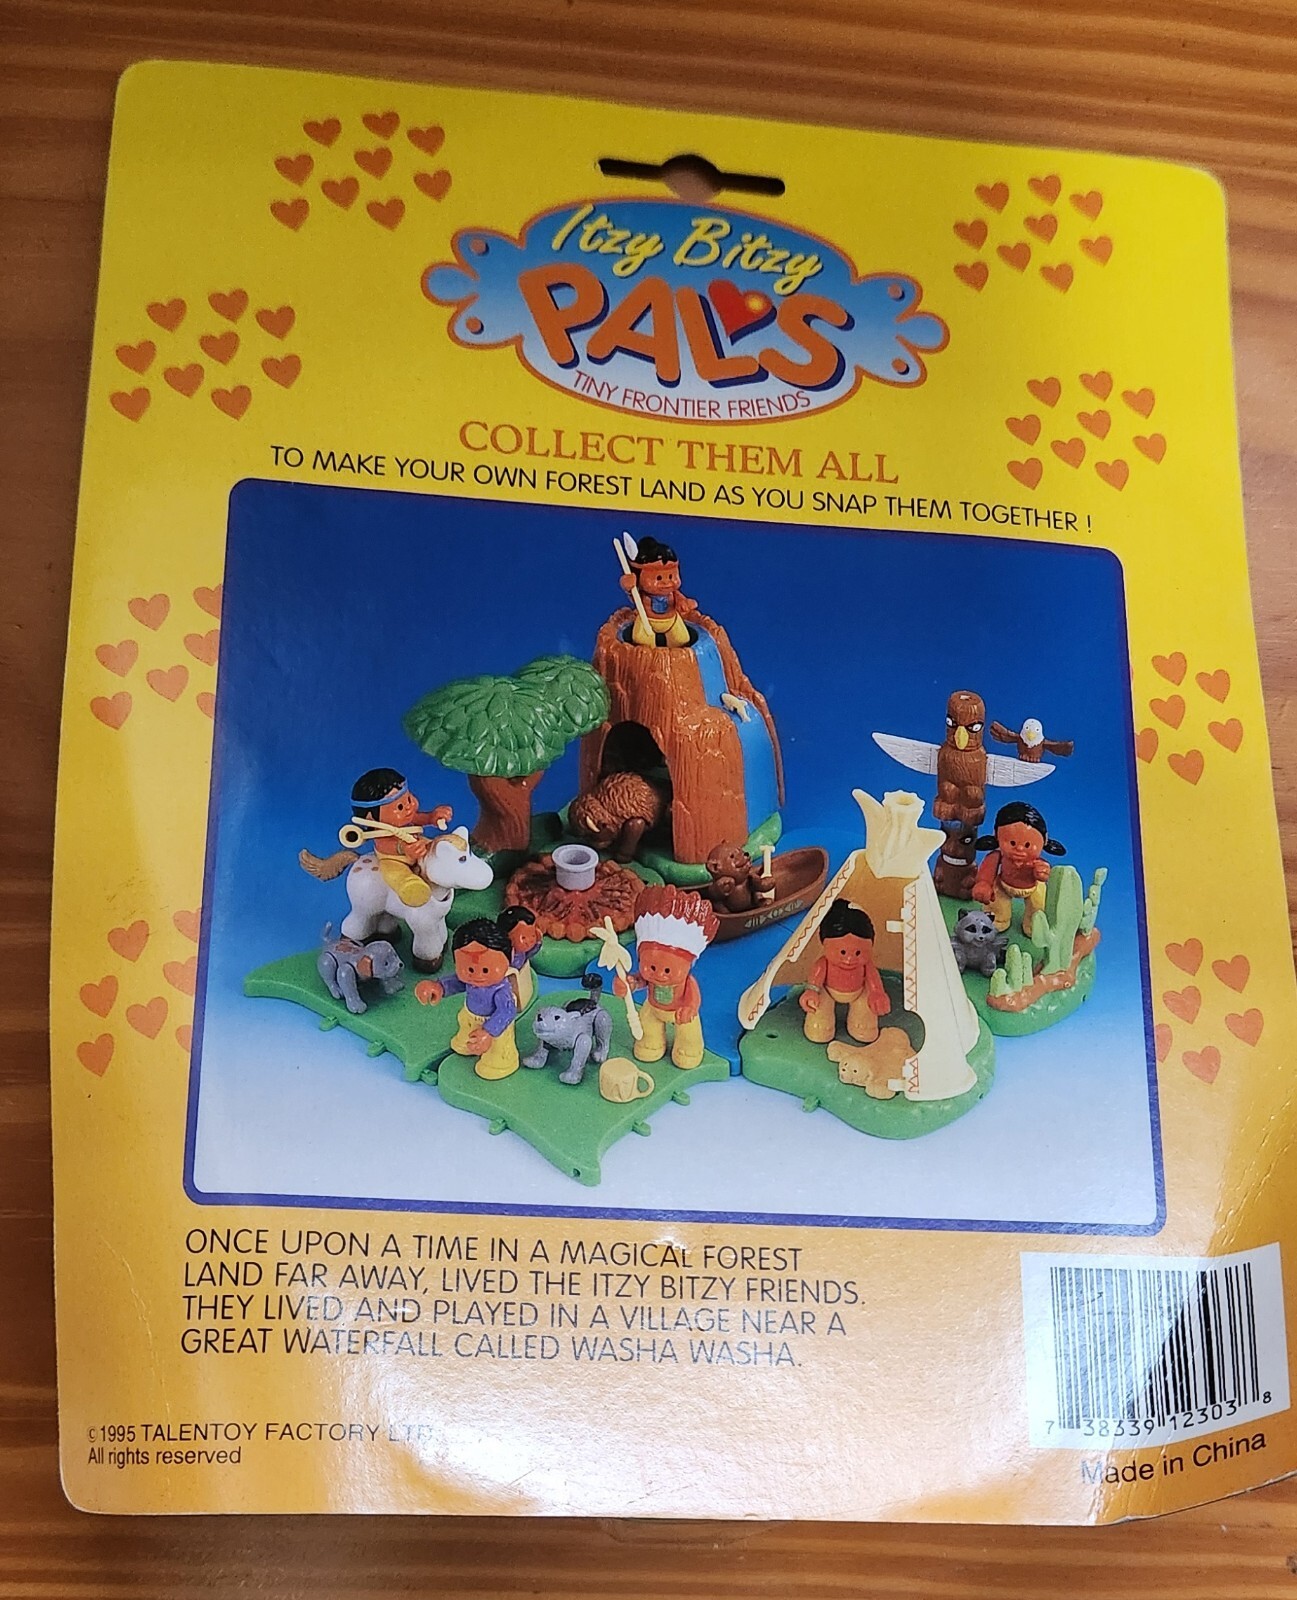 Itzy Bitzy
PALS
TINY FRONTIER FRIENDS
COLLECT THEM ALL
TO MAKE YOUR OWN FOREST LAND AS YOU SNAP THEM TOGETHER !
ONCE UPON A TIME IN A MAGICAL FOREST
LAND FAR AWAY, LIVED THE ITZY BITZY FRIENDS.
THEY LIVED AND PLAYED IN A VILLAGE NEAR A
GREAT WATERFALL CALLED WASHA WASHA.
©1995 TALENTOY FACTORY LTD.
All rights reserved
7 38339 12303 8
Made in China